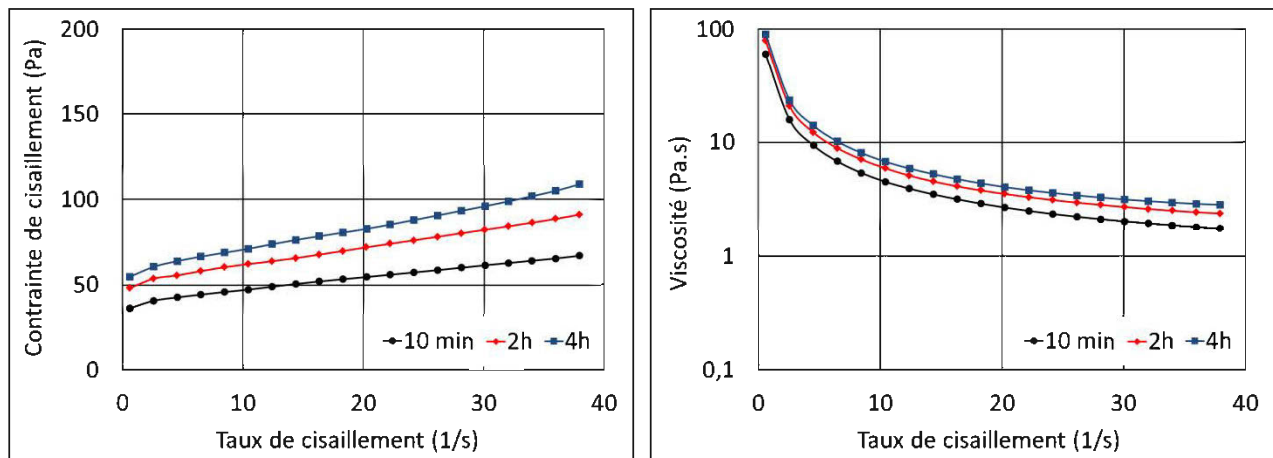 200
150
100
50
0
Contrainte de cisaillement (Pa)
10 min 2h 4h
0 10 20 30 40
Taux de cisaillement (1/s)
100
10
1
0,1
Viscosité (Pa.s)
10 min 2h 4h
0 10 20 30 40
Taux de cisaillement (1/s)